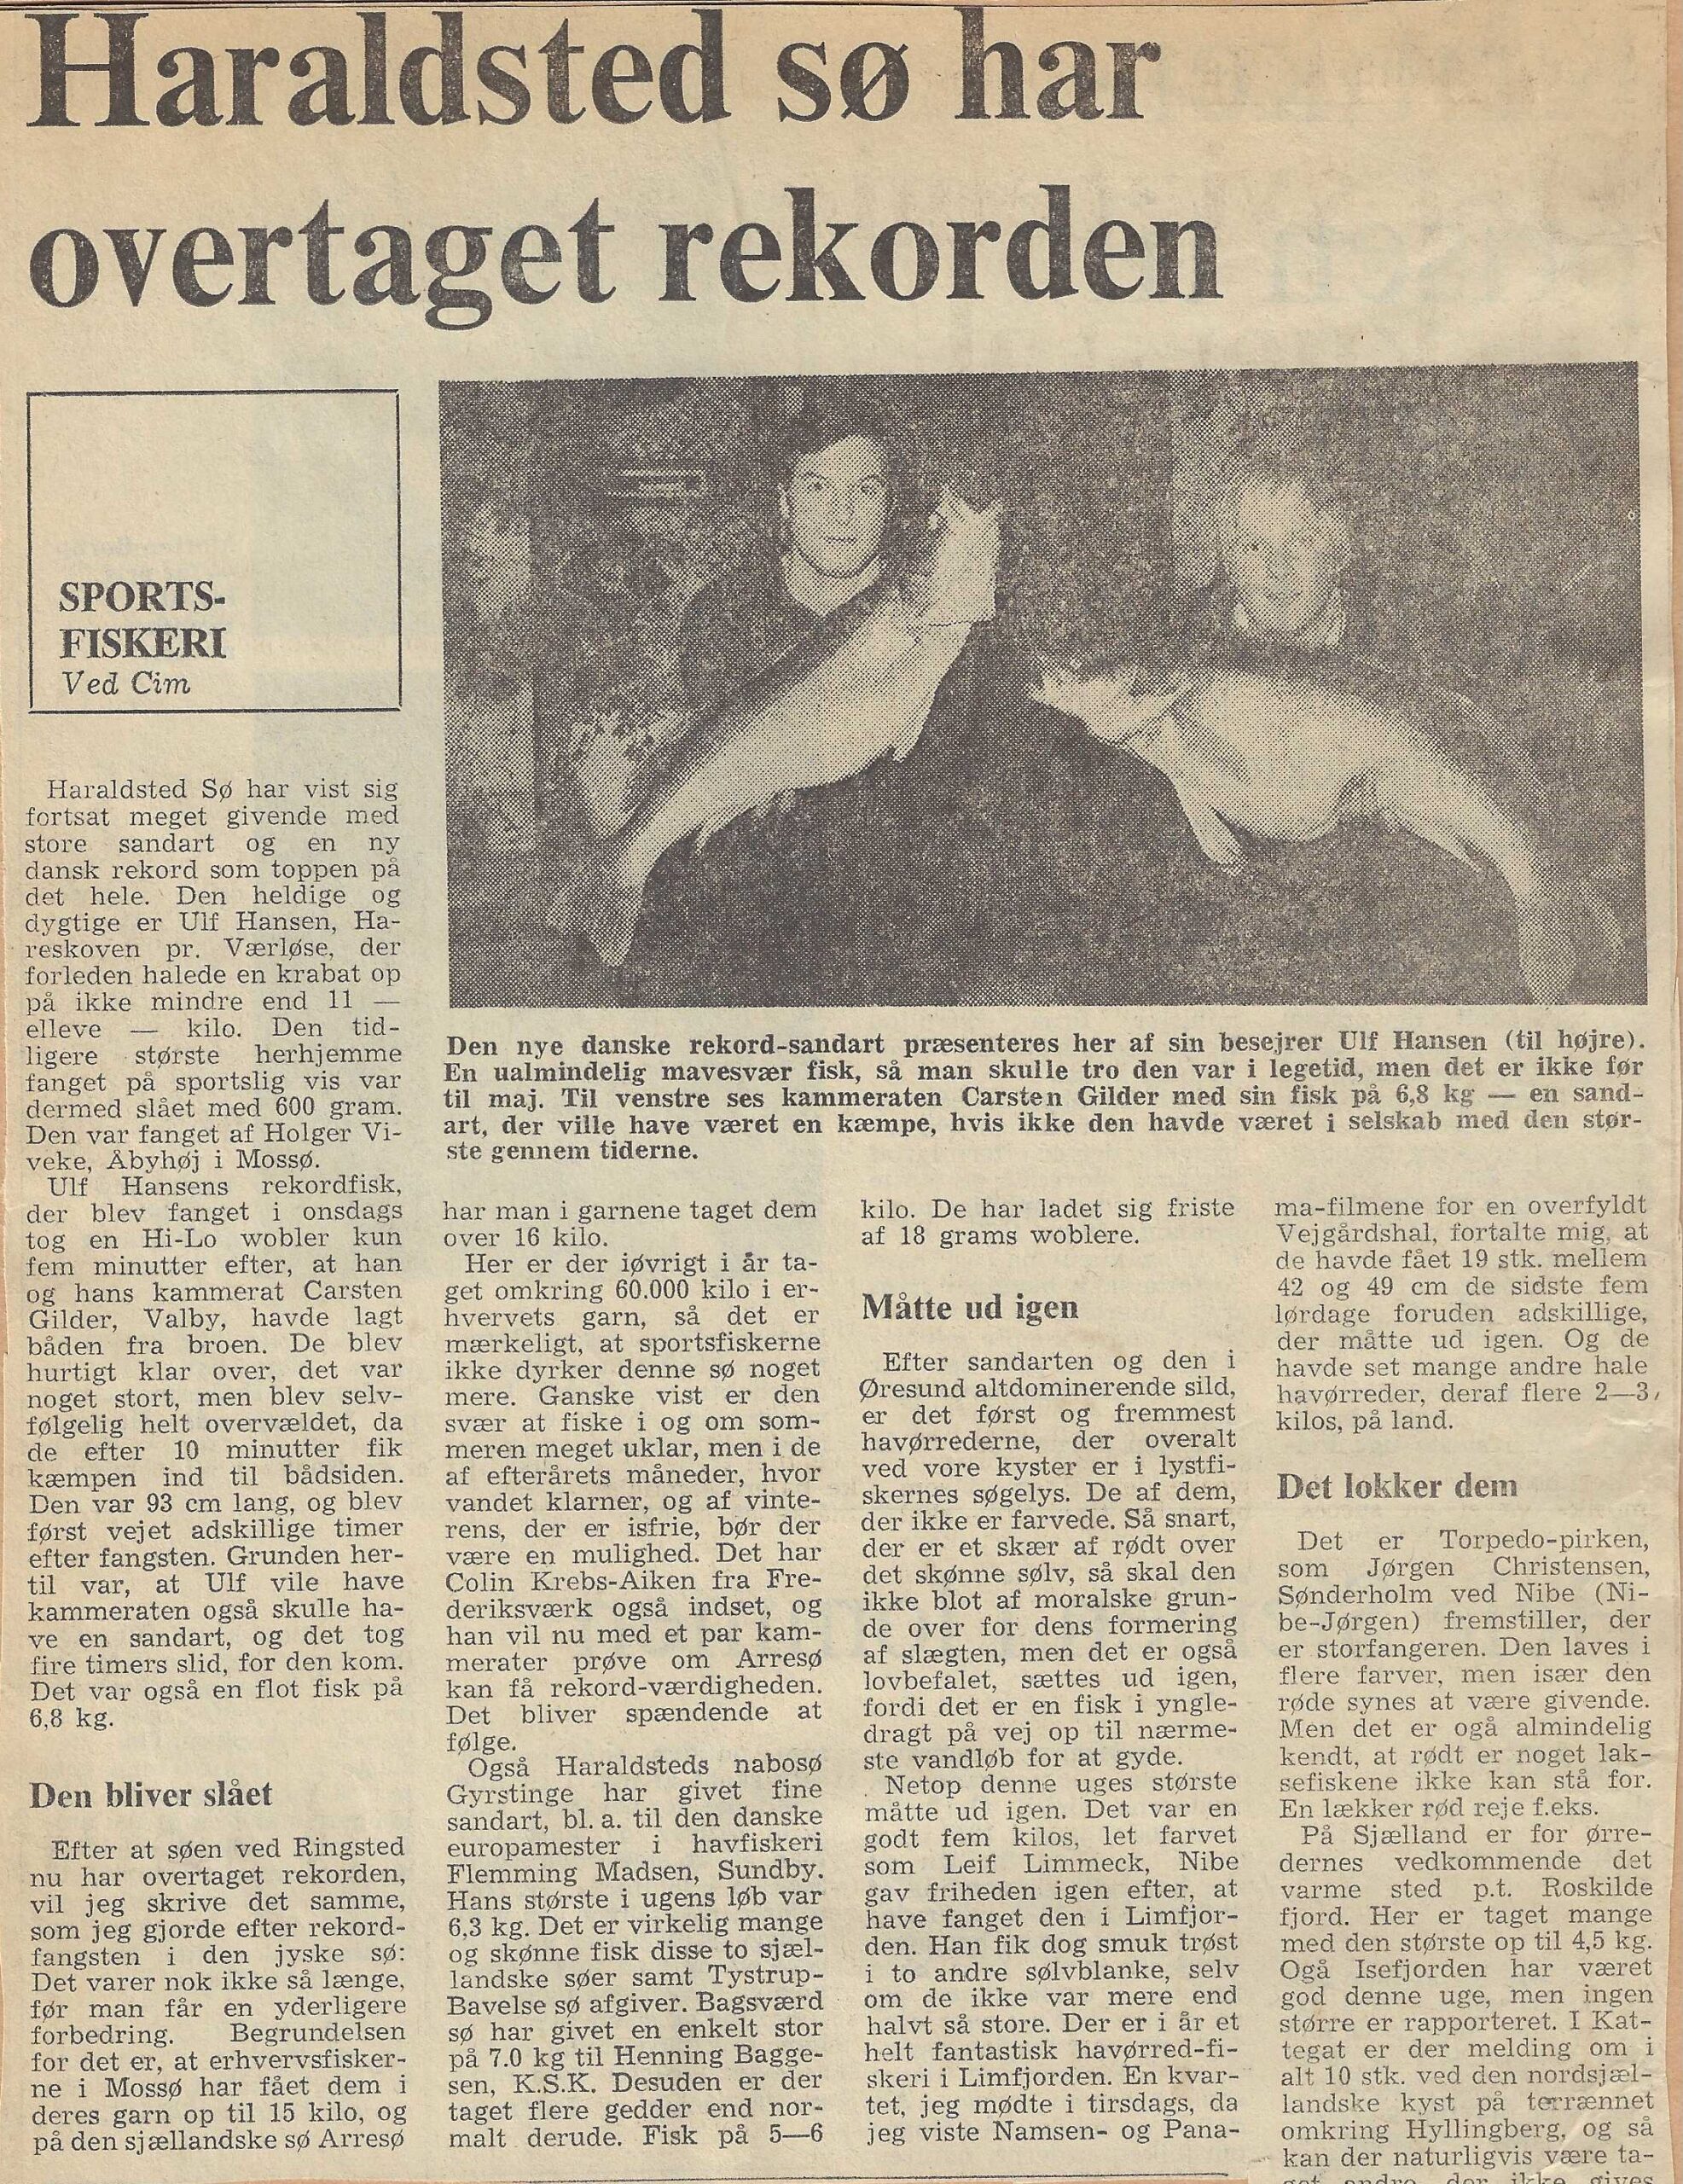 Haraldsted sø har
overtaget rekorden
SPORTS-
FISKERI
Ved Cim
Haraldsted Sø har vist sig
fortsat meget givende med
store sandart og en ny
dansk rekord som toppen på
det hele. Den heldige og
dygtige er Ulf Hansen, Ha-
reskoven pr. Værløse, der
forleden halede en krabat op
på ikke mindre end 11 —
elleve — kilo. Den tid-
ligere største herhjemme
fanget på sportslig vis var
dermed slået med 600 gram.
Den var fanget af Holger Vi-
veke, Åbyhøj i Mossø.
Ulf Hansens rekordfisk,
der blev fanget i onsdags
tog en Hi-Lo wobler kun
fem minutter efter, at han
og hans kammerat Carsten
Gilder, Valby, havde lagt
båden fra broen. De blev
hurtigt klar over, det var
noget stort, men blev selv-
følgelig helt overvældet, da
de efter 10 minutter fik
kæmpen ind til bådsiden.
Den var 93 cm lang, og blev
først vejet adskillige timer
efter fangsten. Grunden her-
til var, at Ulf vile have
kammeraten også skulle ha-
ve en sandart, og det tog
fire timers slid, før den kom.
Det var også en flot fisk på
6,8 kg.
Den bliver slået
Efter at søen ved Ringsted
nu har overtaget rekorden,
vil jeg skrive det samme,
som jeg gjorde efter rekord-
fangsten i den jyske sø:
Det varer nok ikke så længe,
før man får en yderligere
forbedring. Begrundelsen
for det er, at erhvervsfisker-
ne i Mossø har fået dem i
deres garn op til 15 kilo, og
på den sjællandske sø Arresø
Den nye danske rekord-sandart præsenteres her af sin besejrer Ulf Hansen (til højre).
En ualmindelig mavesvær fisk, så man skulle tro den var i legetid, men det er ikke før
til maj. Til venstre ses kammeraten Carsten Gilder med sin fisk på 6,8 kg — en sand-
art, der ville have været en kæmpe, hvis ikke den havde været i selskab med den stør-
ste gennem tiderne.
har man i garnene taget dem
over 16 kilo.
Her er der iøvrigt i år ta-
get omkring 60.000 kilo i er-
hvervets garn, så det er
mærkeligt, at sportsfiskerne
ikke dyrker denne sø noget
mere. Ganske vist er den
svær at fiske i og om som-
meren meget uklar, men i de
af efterårets måneder, hvor
vandet klarner, og af vinte-
rens, der er isfrie, bør der
være en mulighed. Det har
Colin Krebs-Aiken fra Fre-
deriksværk også indset, og
han vil nu med et par kam-
merater prøve om Arresø
kan få rekord-værdigheden.
Det bliver spændende at
følge.
Også Haraldsteds nabosø
Gyrstinge har givet fine
sandart, bl. a. til den danske
europamester i havfiskeri
Flemming Madsen, Sundby.
Hans største i ugens løb var
6,3 kg. Det er virkelig mange
og skønne fisk disse to sjæl-
landske søer samt Tystrup-
Bavelse sø afgiver. Bagsværd
sø har givet en enkelt stor
på 7.0 kg til Henning Bagge-
sen, K.S.K. Desuden er der
taget flere gedder end nor-
malt derude. Fisk på 5—6
kilo. De har ladet sig friste
af 18 grams woblere.
Måtte ud igen
Efter sandarten og den i
Øresund altdominerende sild,
er det først og fremmest
havørrederne, der overalt
ved vore kyster er i lystfi-
skernes søgelys. De af dem,
der ikke er farvede. Så snart,
der er et skær af rødt over
det skønne sølv, så skal den
ikke blot af moralske grun-
de over for dens formering
af slægten, men det er også
lovbefalet, sættes ud igen,
fordi det er en fisk i yngle-
dragt på vej op til nærme-
ste vandløb for at gyde.
Netop denne uges største
måtte ud igen. Det var en
godt fem kilos, let farvet
som Leif Limmeck, Nibe
gav friheden igen efter, at
have fanget den i Limfjor-
den. Han fik dog smuk trøst
i to andre sølvblanke, selv
om de ikke var mere end
halvt så store. Der er i år et
helt fantastisk havørred-fi-
skeri i Limfjorden. En kvar-
tet, jeg mødte i tirsdags, da
jeg viste Namsen- og Pana-
ma-filmene for en overfyldt
Vejgårdshal, fortalte mig, at
de havde fået 19 stk. mellem
42 og 49 cm de sidste fem
lørdage foruden adskillige,
der måtte ud igen. Og de
havde set mange andre hale
havørreder, deraf flere 2—3
kilos, på land.
Det lokker dem
Det er Torpedo-pirken,
som Jørgen Christensen,
Sønderholm ved Nibe (Ni-
be-Jørgen) fremstiller, der
er storfangeren. Den laves i
flere farver, men især den
røde synes at være givende.
Men det er ogå almindelig
kendt, at rødt er noget lak-
sefiskene ikke kan stå for.
En lækker rød reje f.eks.
På Sjælland er for ørre-
dernes vedkommende det
varme sted p.t. Roskilde
fjord. Her er taget mange
med den største op til 4,5 kg.
Ogå Isefjorden har været
god denne uge, men ingen
større er rapporteret. I Kat-
tegat er der melding om i
alt 10 stk. ved den nordsjæl-
landske kyst på terrænnet
omkring Hyllingberg, og så
kan der naturligvis være ta-